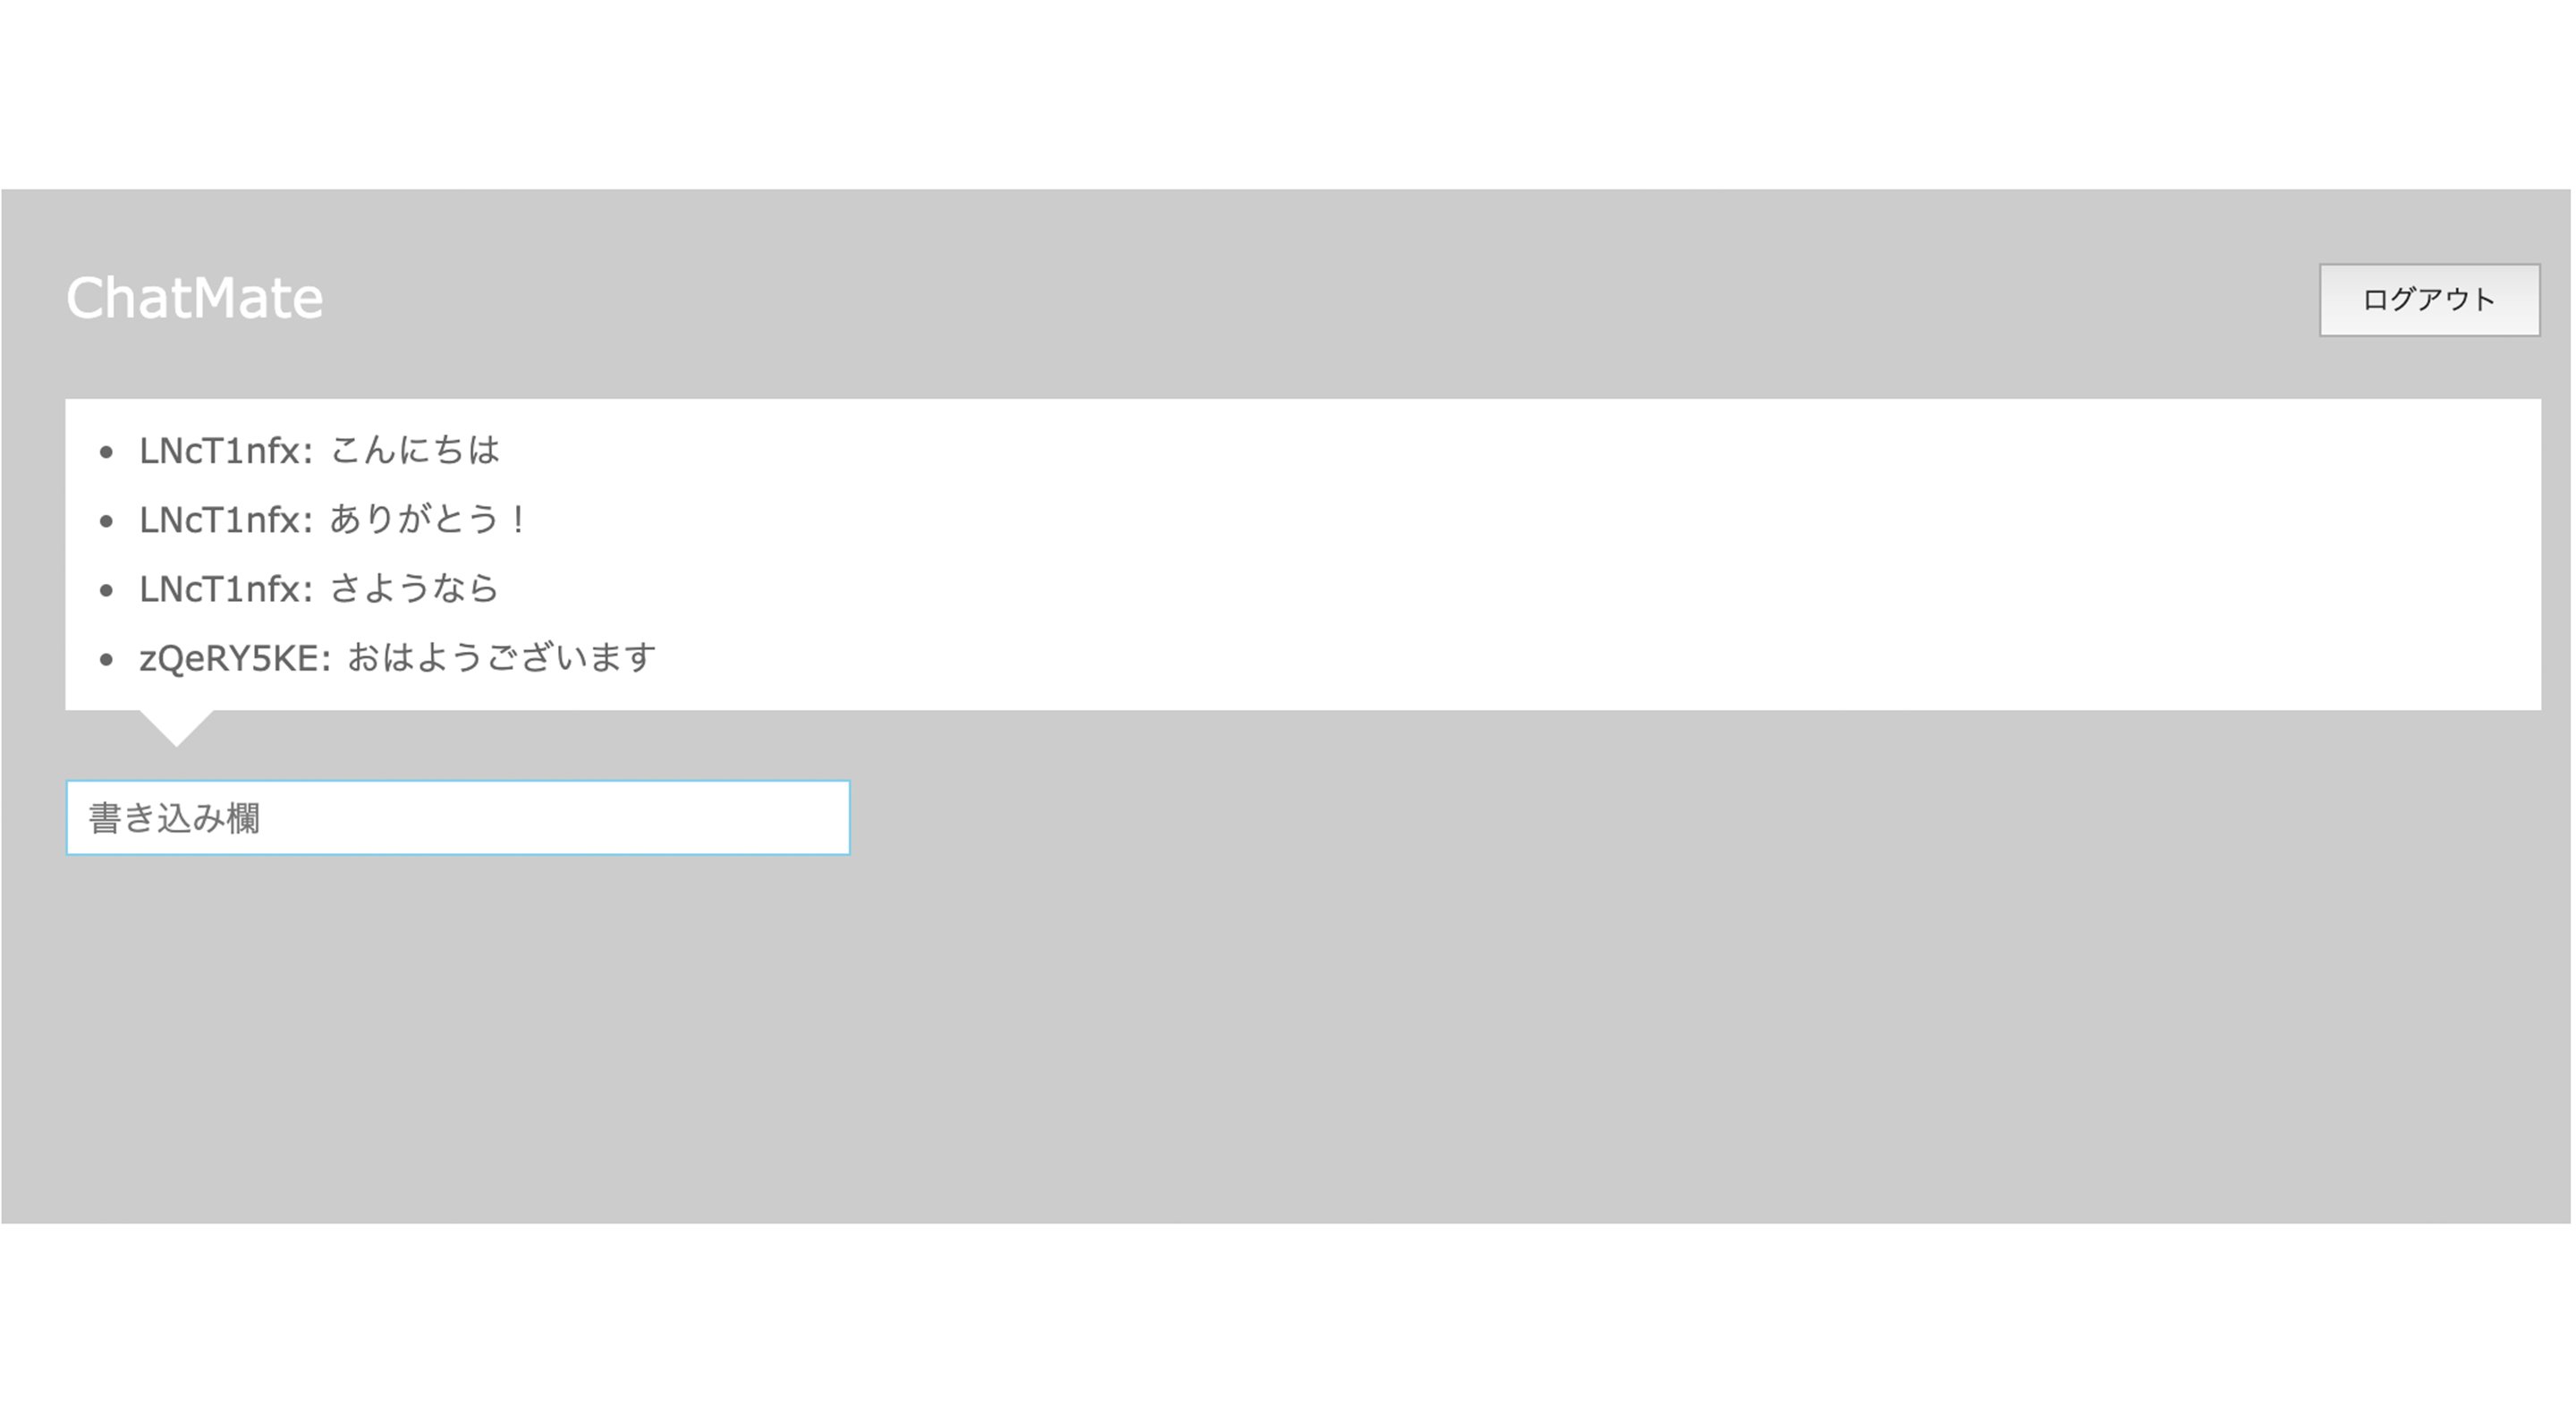 ChatMate
ログアウト
LNcT1nfx: こんにちは
LNcT1nfx: ありがとう！
LNcT1nfx: さようなら
zQeRY5KE: おはようございます
書き込み欄